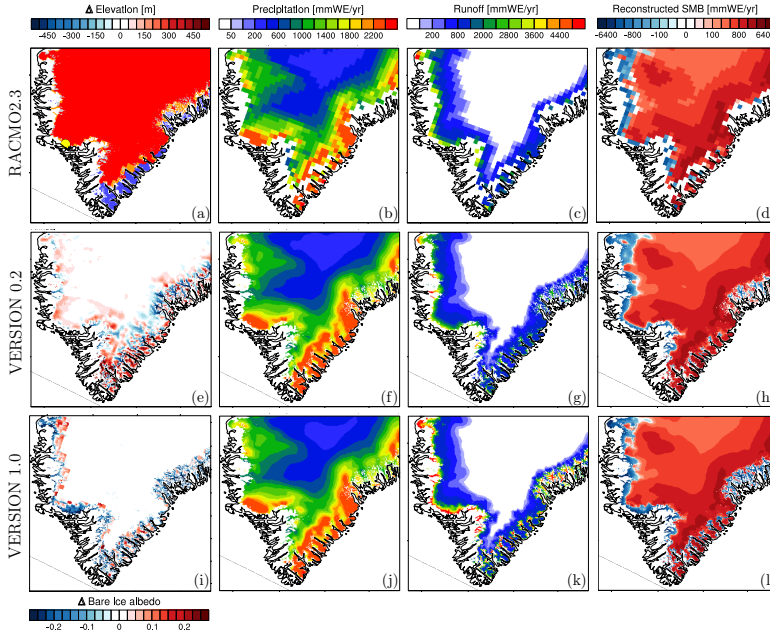 Δ Elevation [m]
Precipitation [mmWE/yr]
Runoff [mmWE/yr]
Reconstructed SMB [mmWE/yr]
-450 -300 -150 0 150 300 450
50 200 600 1000 1400 1800 2200
200 800 2000 2800 3600 4400
-6400 -800 -100 0 100 800 6400
RACMO2.3
(a)
(b)
(c)
(d)
VERSION 0.2
(e)
(f)
(g)
(h)
VERSION 1.0
(i)
(j)
(k)
(l)
Δ Bare Ice albedo
-0.2 -0.1 0 0.1 0.2